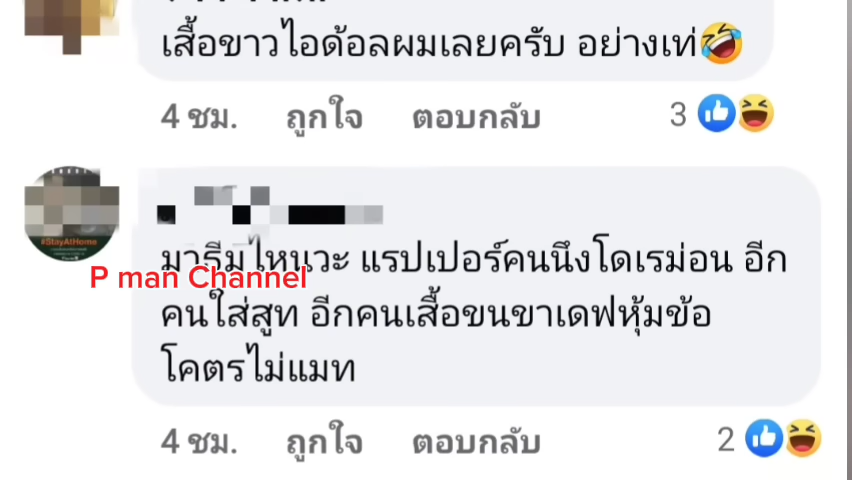 เสื้อขาวไอด้อลผมเลยครับ อย่างเท่🤣
4 ชม. ถูกใจ ตอบกลับ 3
#StayAtHome
มาธีมไหนวะ แรปเปอร์คนนึงโดเรม่อน อีก
P man Channel
คนใส่สูท อีกคนเสื้อขนขาเดฟหุ้มข้อ
โคตรไม่แมท
4 ชม. ถูกใจ ตอบกลับ 2